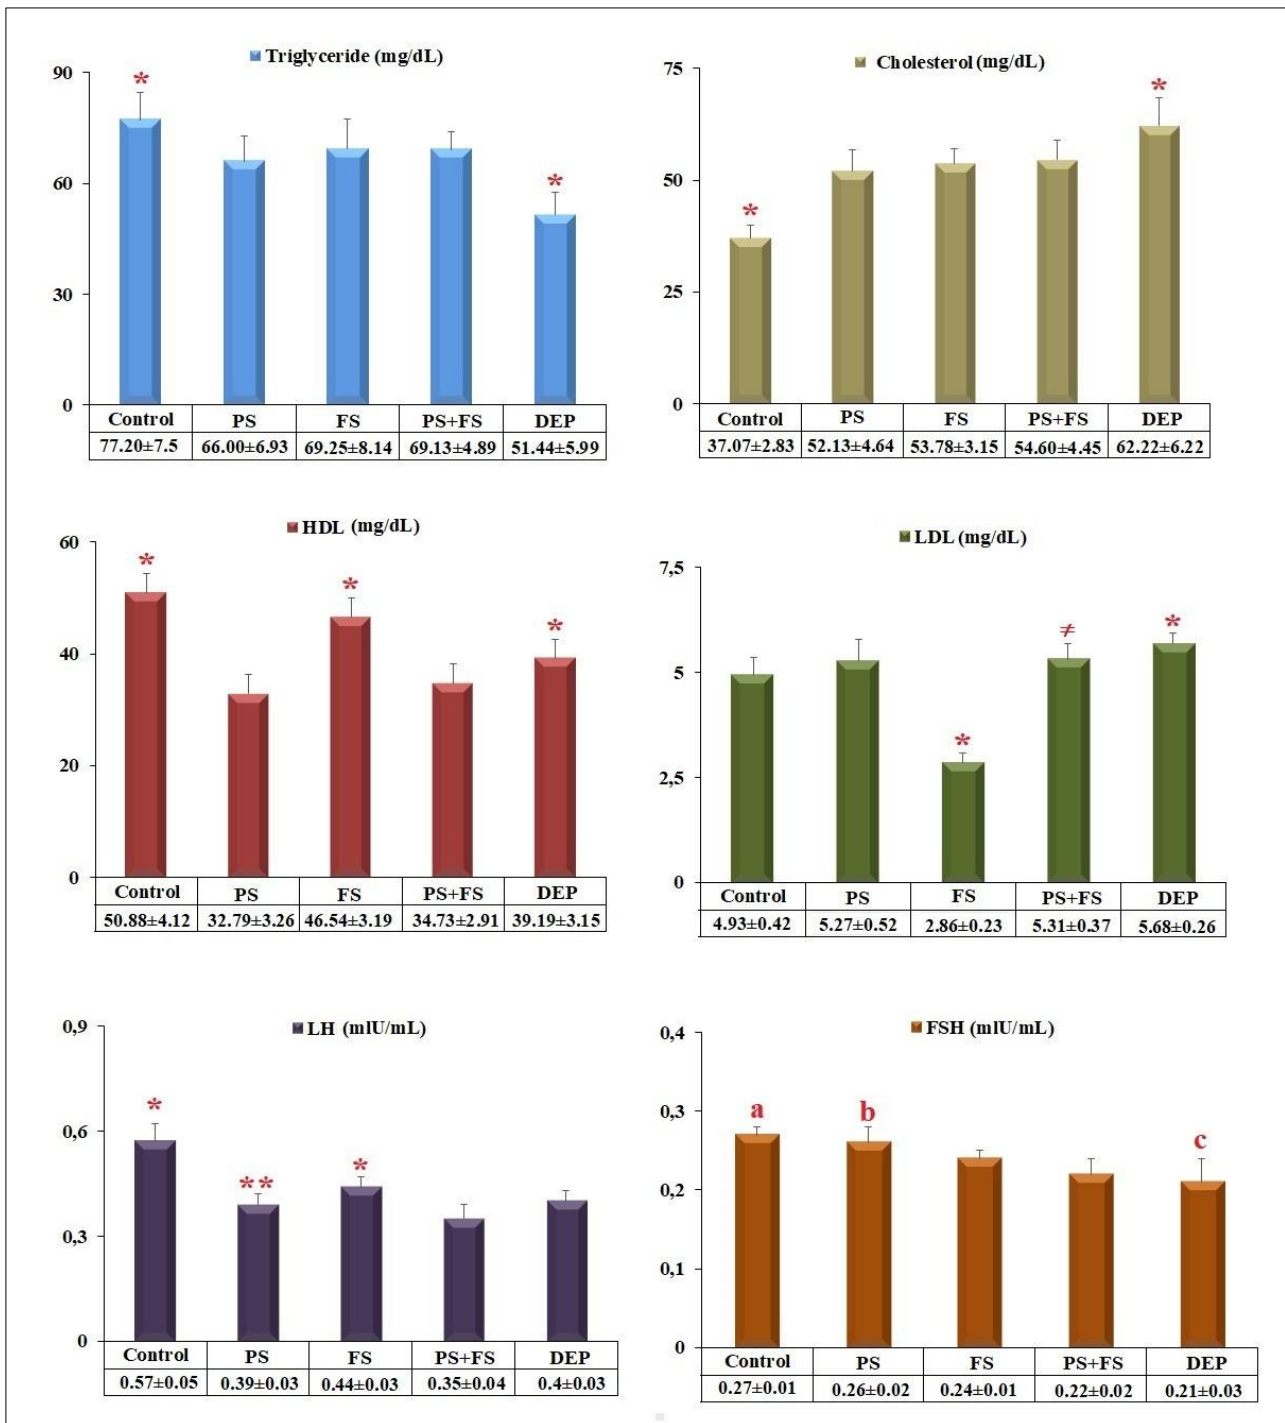 Triglyceride (mg/dL)
90
60
30
0
* *
Control PS FS PS+FS DEP
77.20±7.5 66.00±6.93 69.25±8.14 69.13±4.89 51.44±5.99
Cholesterol (mg/dL)
75
50
25
0
* *
Control PS FS PS+FS DEP
37.07±2.83 52.13±4.64 53.78±3.15 54.60±4.45 62.22±6.22
HDL (mg/dL)
60
40
20
0
* * *
Control PS FS PS+FS DEP
50.88±4.12 32.79±3.26 46.54±3.19 34.73±2.91 39.19±3.15
LDL (mg/dL)
7,5
5
2,5
0
* ≠ *
Control PS FS PS+FS DEP
4.93±0.42 5.27±0.52 2.86±0.23 5.31±0.37 5.68±0.26
LH (mIU/mL)
0,9
0,6
0,3
0
* ** *
Control PS FS PS+FS DEP
0.57±0.05 0.39±0.03 0.44±0.03 0.35±0.04 0.4±0.03
FSH (mIU/mL)
0,4
0,3
0,2
0,1
0
a b c
Control PS FS PS+FS DEP
0.27±0.01 0.26±0.02 0.24±0.01 0.22±0.02 0.21±0.03